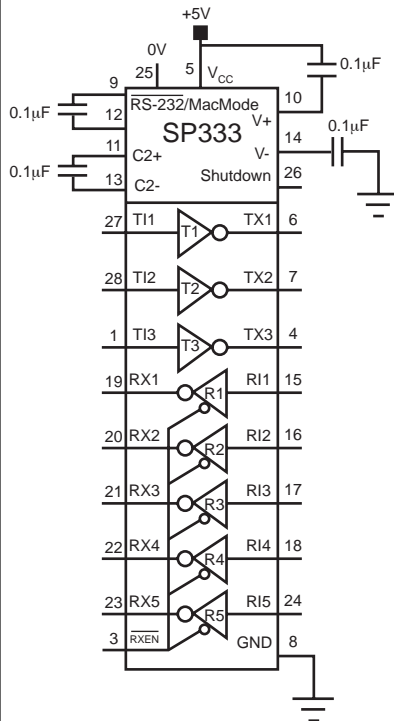 +5V
0V
25
5
VCC
9
0.1µF
12
RS-232/MacMode
0.1µF
10
V+
SP333
11
C2+
0.1µF
13
C2-
0.1µF
14
V-
Shutdown
26
27 TI1 T1 TX1 6
28 TI2 T2 TX2 7
1 TI3 T3 TX3 4
19 RX1 R1 RI1 15
20 RX2 R2 RI2 16
21 RX3 R3 RI3 17
22 RX4 R4 RI4 18
23 RX5 R5 RI5 24
3 RXEN
GND 8